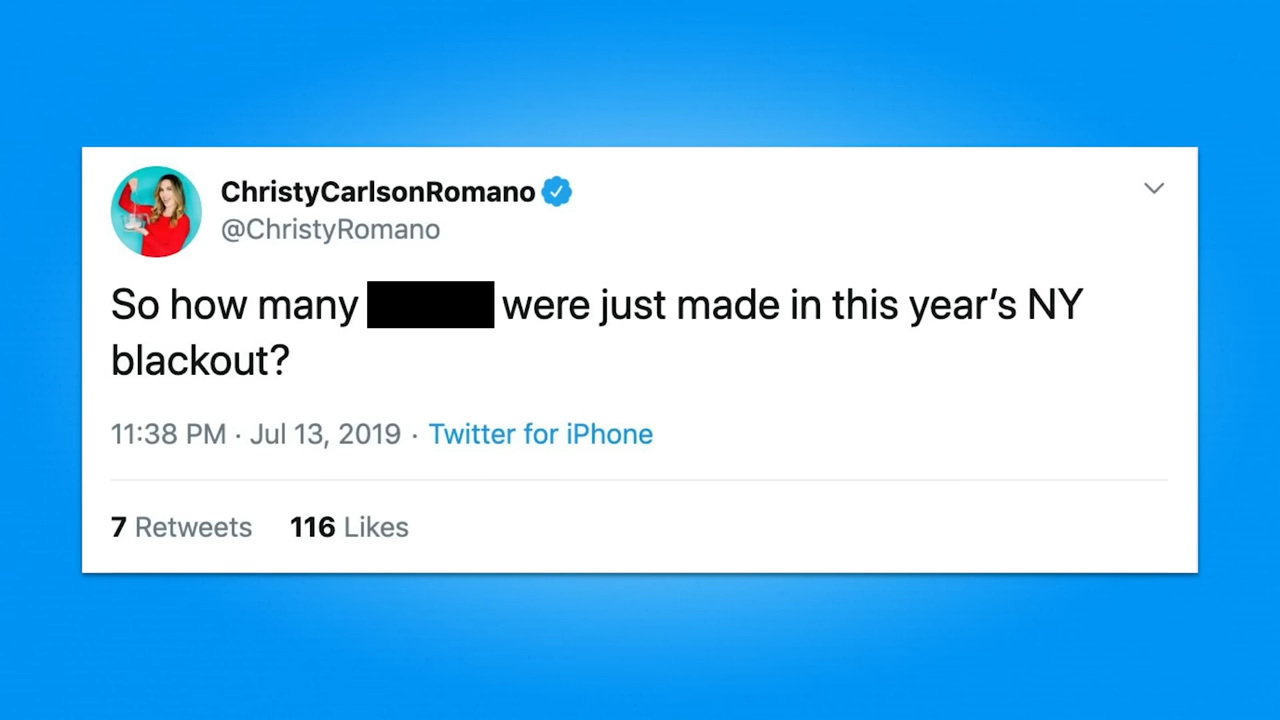 ChristyCarlsonRomano
@ChristyRomano
So how many were just made in this year’s NY
blackout?
11:38 PM · Jul 13, 2019 · Twitter for iPhone
7 Retweets 116 Likes